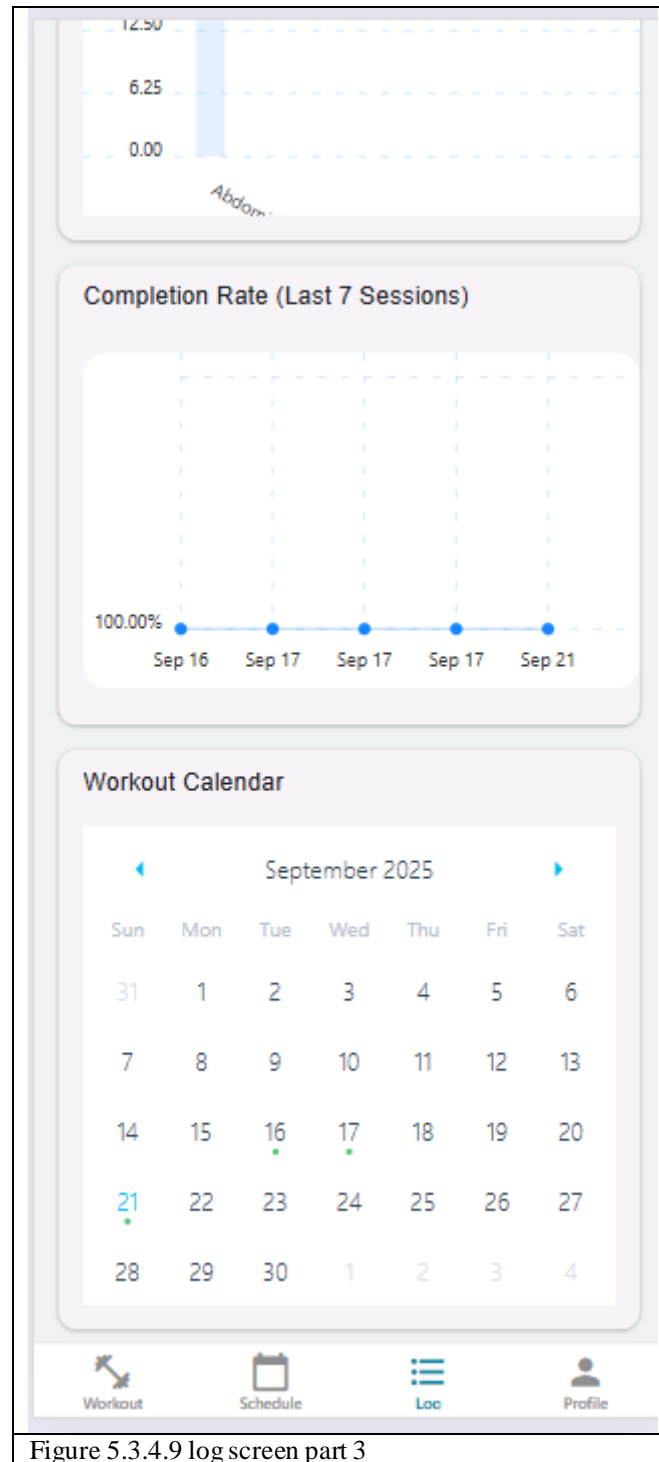 12.50
6.25
0.00
Abdom
Completion Rate (Last 7 Sessions)
100.00%
Sep 16 Sep 17 Sep 17 Sep 17 Sep 21
Workout Calendar
September 2025
Sun Mon Tue Wed Thu Fri Sat
31 1 2 3 4 5 6
7 8 9 10 11 12 13
14 15 16 17 18 19 20
21 22 23 24 25 26 27
28 29 30 1 2 3 4
Workout Schedule Log Profile
Figure 5.3.4.9 log screen part 3